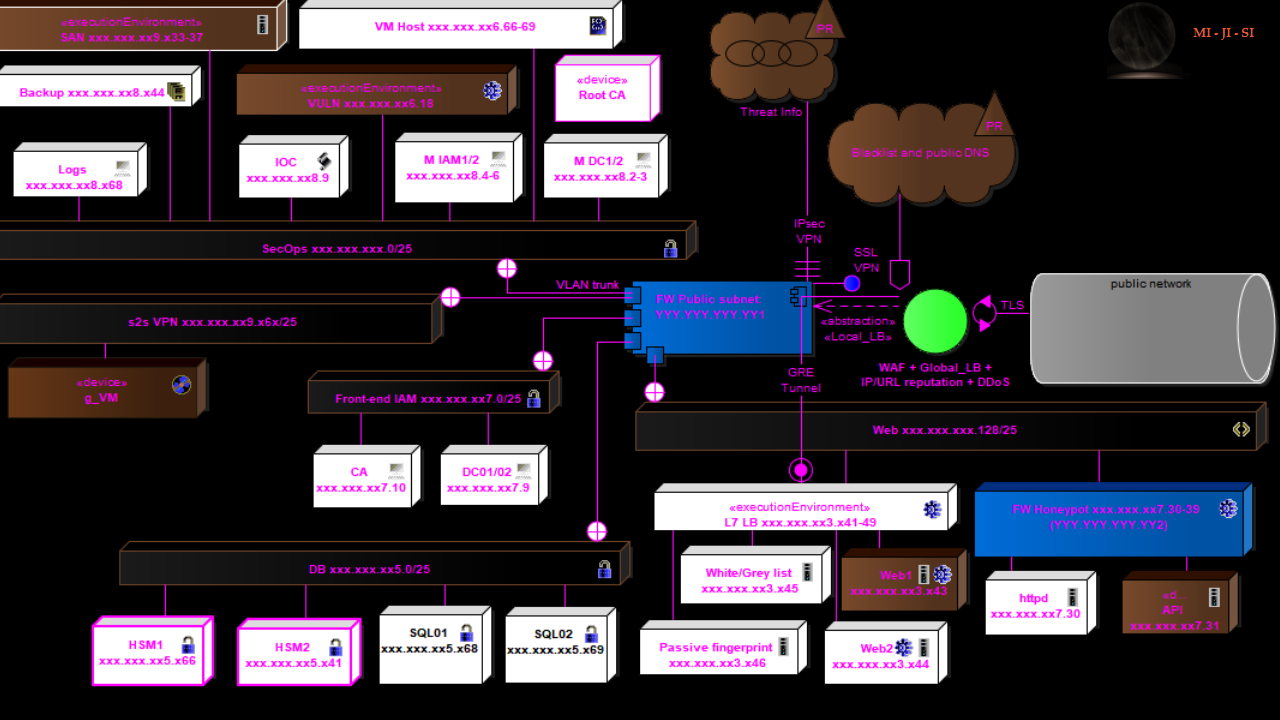 «executionEnvironment»
SAN xxx.xxx.xx9.x33-37
VM Host xxx.xxx.xx6.66-69
PR
MI - JI - SI
Backup xxx.xxx.xx8.x44
«executionEnvironment»
VULN xxx.xxx.xx6.18
«device»
Root CA
Threat Info
PR
Blacklist and public DNS
Logs
xxx.xxx.xx8.x68
IOC
xxx.xxx.xx8.9
M IAM1/2
xxx.xxx.xx8.4-6
M DC1/2
xxx.xxx.xx8.2-3
IPsec
VPN
SecOps xxx.xxx.xxx.0/25
SSL
VPN
VLAN trunk
FW Public subnet:
YYY.YYY.YYY.YY1
public network
TLS
s2s VPN xxx.xxx.xx9.x6x/25
«abstraction»
«Local_LB»
WAF + Global_LB +
IP/URL reputation + DDoS
GRE
Tunnel
«device»
g_VM
Front-end IAM xxx.xxx.xx7.0/25
Web xxx.xxx.xxx.128/25
CA
xxx.xxx.xx7.10
DC01/02
xxx.xxx.xx7.9
«executionEnvironment»
L7 LB xxx.xxx.xx3.x41-49
FW Honeypot xxx.xxx.xx7.30-39
(YYY.YYY.YYY.YY2)
DB xxx.xxx.xx5.0/25
White/Grey list
xxx.xxx.xx3.x45
Web1
xxx.xxx.xx3.x43
httpd
xxx.xxx.xx7.30
«d...
API
xxx.xxx.xx7.31
HSM1
xxx.xxx.xx5.x66
HSM2
xxx.xxx.xx5.x41
SQL01
xxx.xxx.xx5.x68
SQL02
xxx.xxx.xx5.x69
Passive fingerprint
xxx.xxx.xx3.x46
Web2
xxx.xxx.xx3.x44